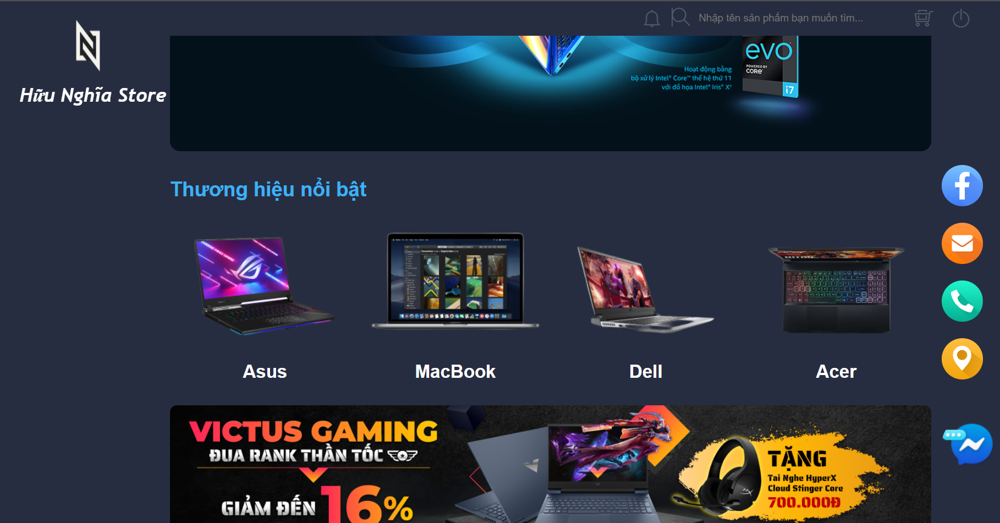 Nhập tên sản phẩm bạn muốn tìm...
Hữu Nghĩa Store
evo
POWERED BY
CORE™
i7
Hoạt động bằng
bộ xử lý Intel® Core™ thế hệ thứ 11
với đồ họa Intel® Iris® Xᵉ
Thương hiệu nổi bật
Asus
MacBook
Dell
Acer
VICTUS GAMING
ĐUA RANK THẦN TỐC
GIẢM ĐẾN 16%
TẶNG
Tai Nghe HyperX
Cloud Stinger Core
700.000Đ